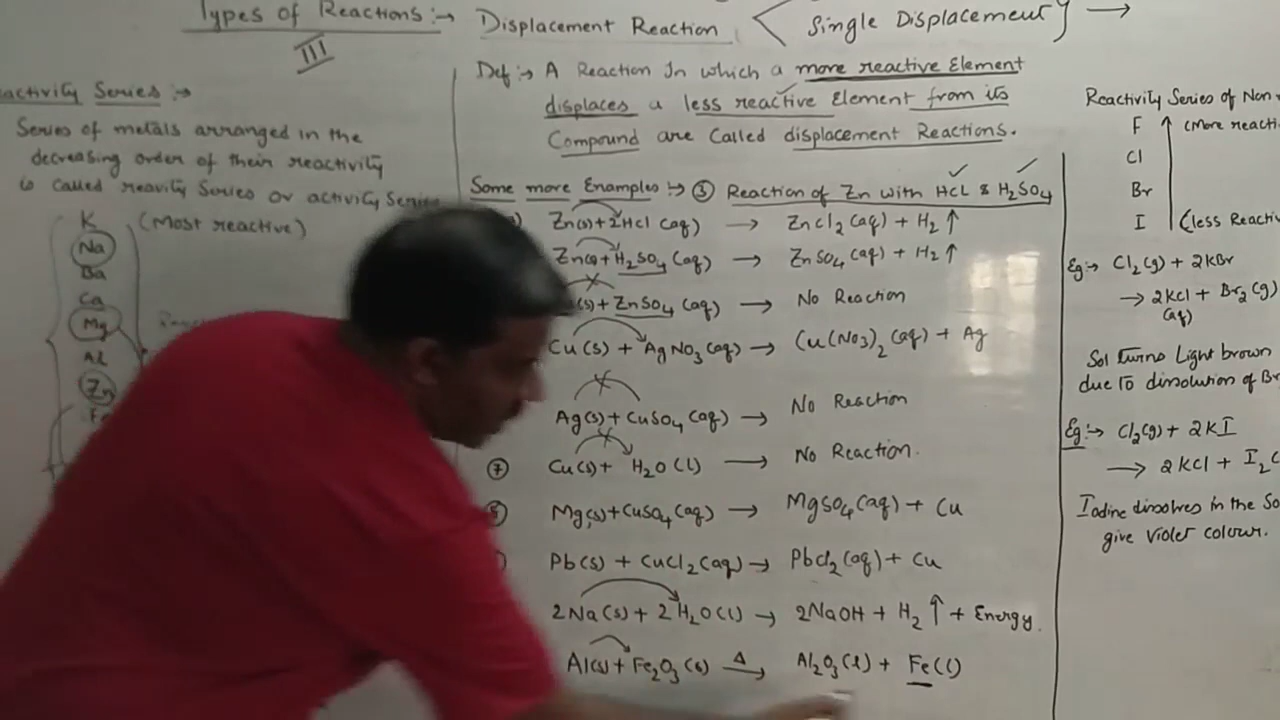 Types of Reactions :→ Displacement Reaction < Single Displacement } →
III
activity Series :→
Series of metals arranged in the
decreasing order of their reactivity
is called reavity Series or activity Series
K (Most reactive)
Na
Ba
Ca
Mg
Al
Zn
Fe
Def :→ A Reaction In which a more reactive Element
displaces a less reactive Element from its
Compound are Called displacement Reactions.
Some more Examples :→ ③ Reaction of Zn with HCL & H₂SO₄
Zn(s) + 2HCl (aq) → ZnCl₂ (aq) + H₂ ↑
Zn(s) + H₂SO₄ (aq) → ZnSO₄ (aq) + H₂ ↑
(s) + ZnSO₄ (aq) → No Reaction
Cu(s) + AgNO₃ (aq) → Cu(NO₃)₂ (aq) + Ag
Ag(s) + CuSO₄ (aq) → No Reaction
⑦ Cu(s) + H₂O (l) → No Reaction.
Mg(s) + CuSO₄ (aq) → MgSO₄ (aq) + Cu
Pb(s) + CuCl₂ (aq) → PbCl₂ (aq) + Cu
2Na(s) + 2H₂O (l) → 2NaOH + H₂ ↑ + Energy.
Al(s) + Fe₂O₃ (s) Δ→ Al₂O₃ (l) + Fe (l)
Reactivity Series of Non
F (More reacti
Cl
Br
I (less Reacti
Eg :→ Cl₂(g) + 2KBr
→ 2KCl + Br₂ (g)
(aq)
Sol turns Light brown
due to dissolution of Br
Eg :→ Cl₂(g) + 2KI
→ 2KCl + I₂ (
Iodine dissolves in the So
give violet colour.